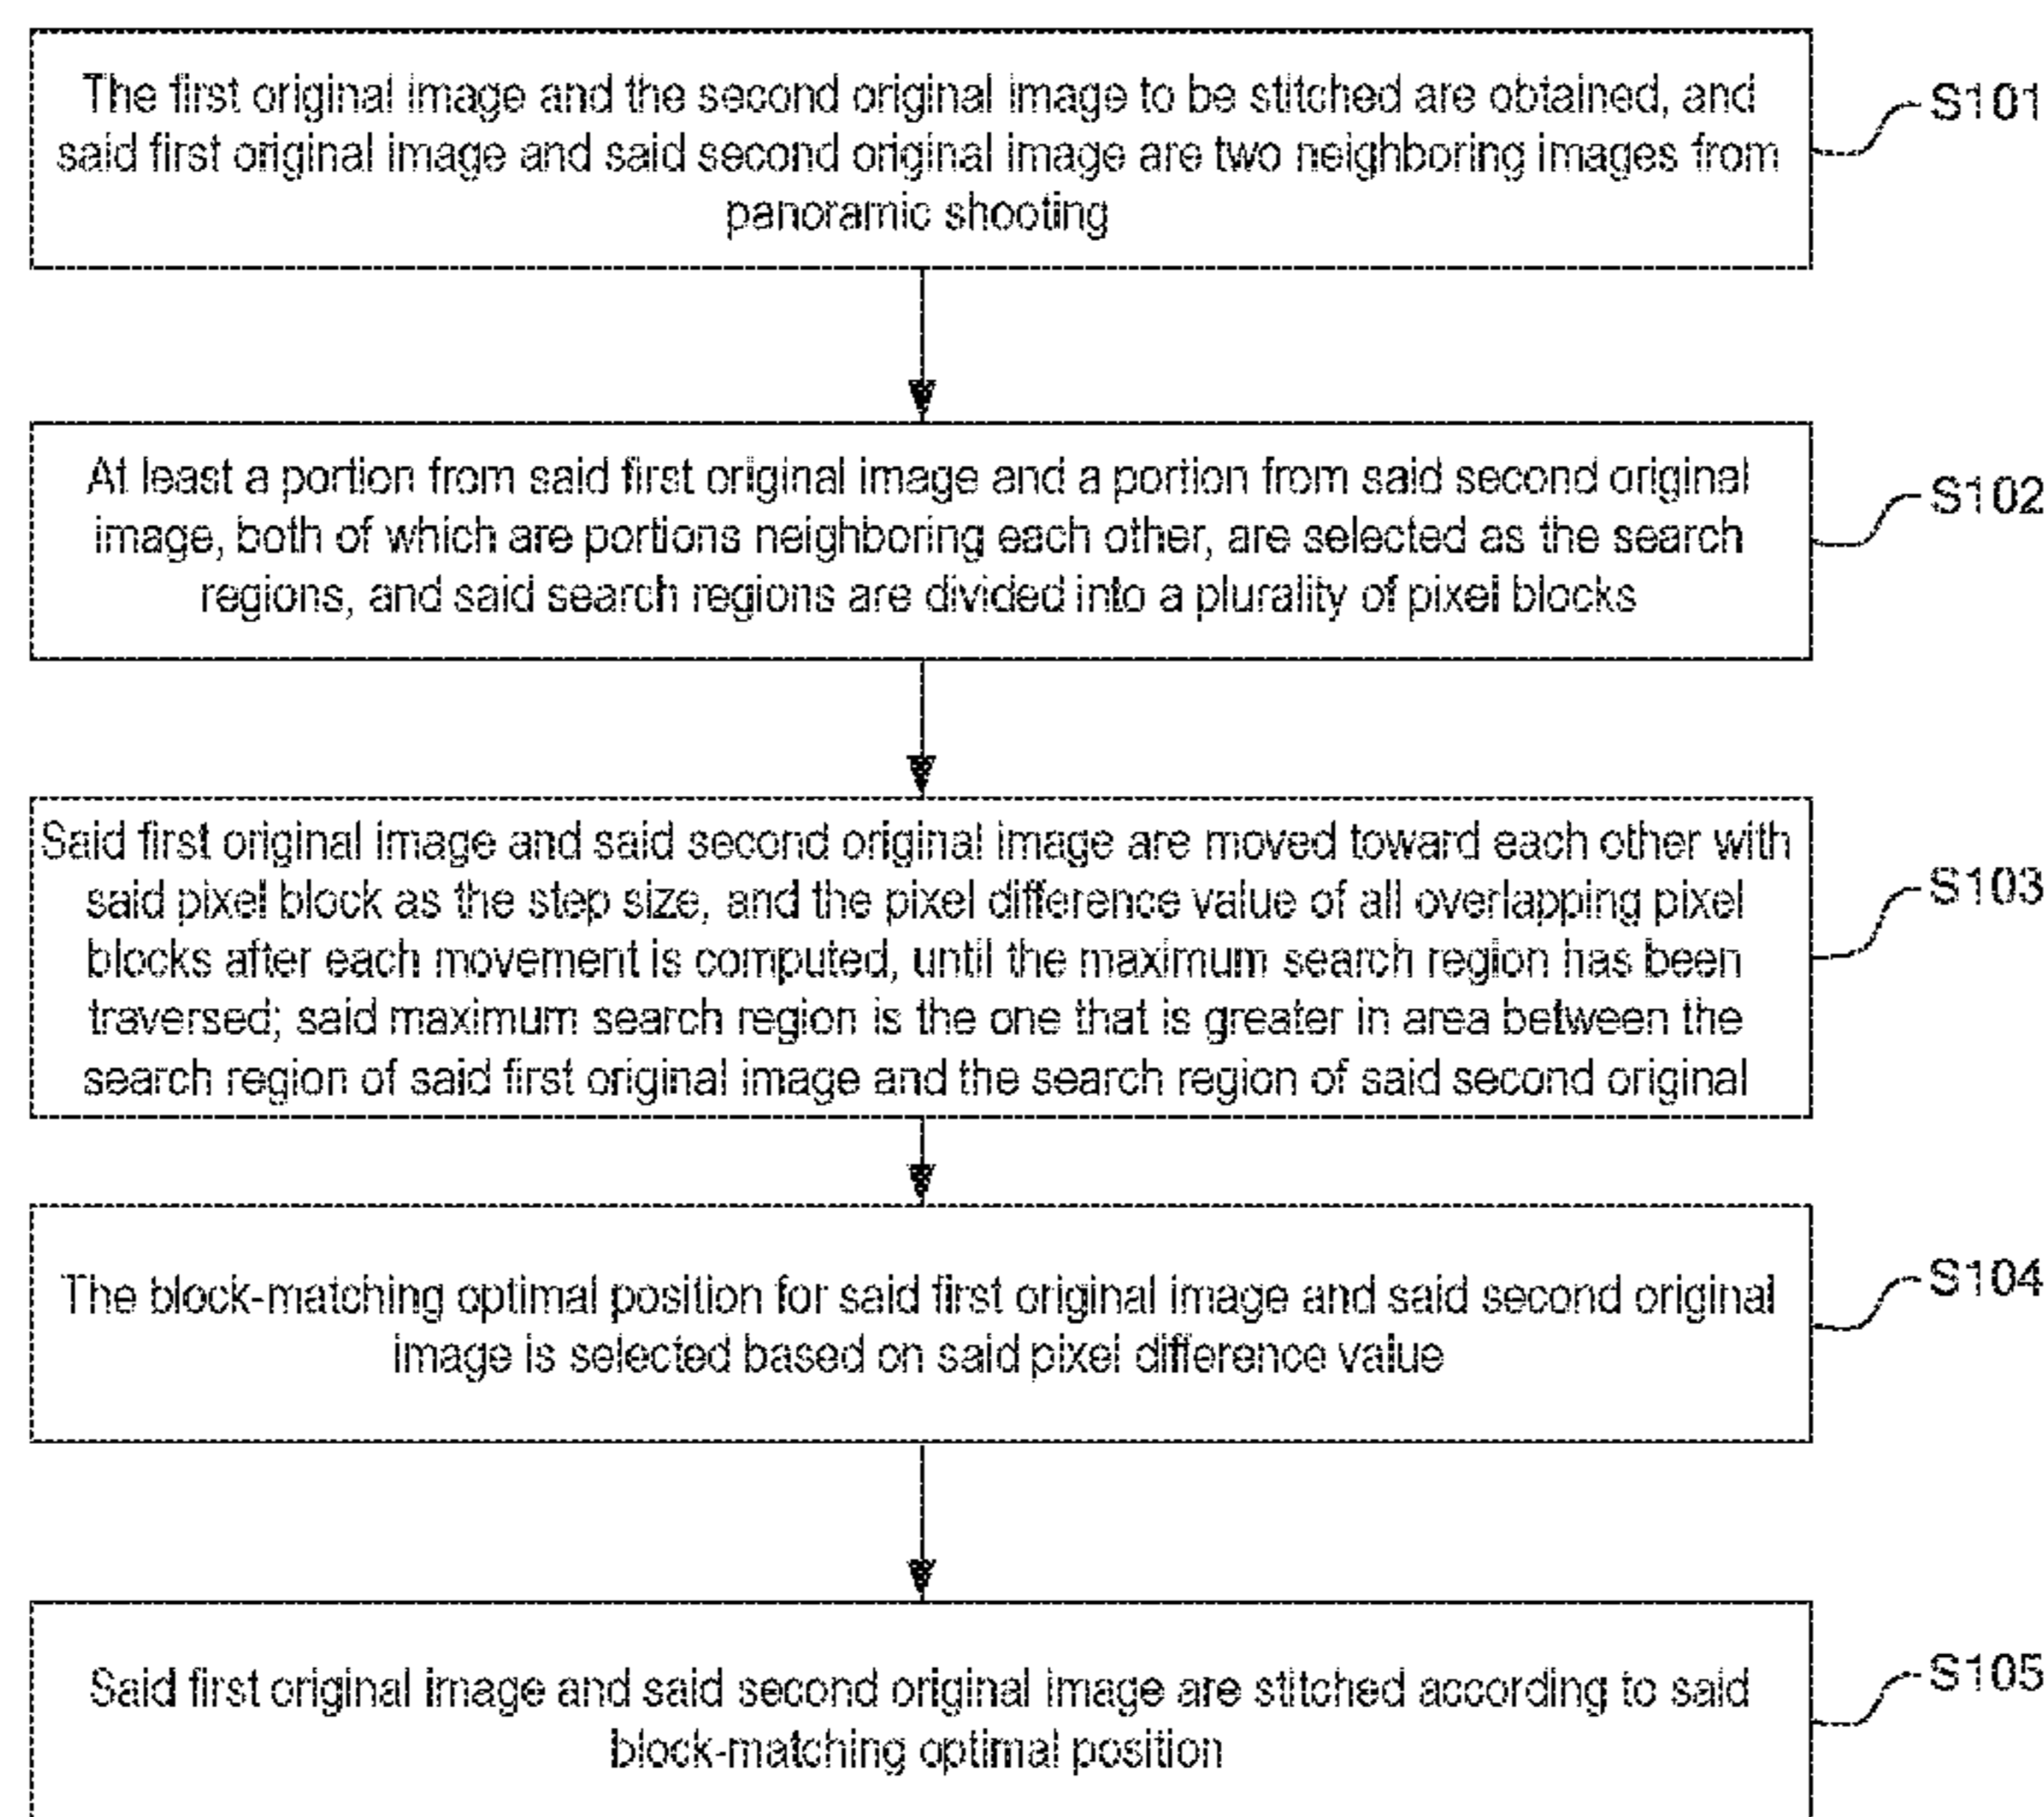 The first original image and the second original image to be stitched are obtained, and
said first original image and said second original image are two neighboring images from
panoramic shooting
S101
At least a portion from said first original image and a portion from said second original
image, both of which are portions neighboring each other, are selected as the search
regions, and said search regions are divided into a plurality of pixel blocks
S102
Said first original image and said second original image are moved toward each other with
said pixel block as the step size, and the pixel difference value of all overlapping pixel
blocks after each movement is computed, until the maximum search region has been
traversed; said maximum search region is the one that is greater in area between the
search region of said first original image and the search region of said second original
S103
The block-matching optimal position for said first original image and said second original
image is selected based on said pixel difference value
S104
Said first original image and said second original image are stitched according to said
block-matching optimal position
S105